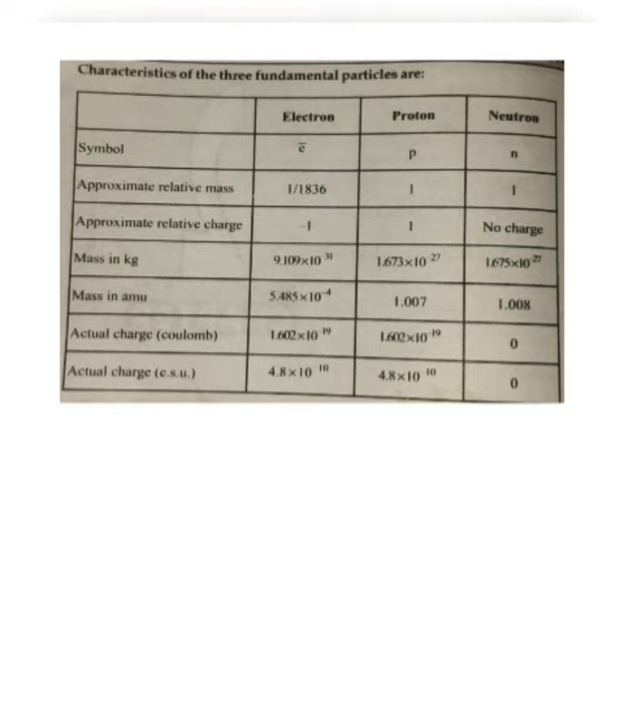 Characteristics of the three fundamental particles are:
Electron Proton Neutron
Symbol e̅ p n
Approximate relative mass 1/1836 1 1
Approximate relative charge -1 1 No charge
Mass in kg 9.109×10 31 1.673×10 27 1.675×10 27
Mass in amu 5.485×10-4 1.007 1.008
Actual charge (coulomb) 1.602×10 19 1.602×10-19 0
Actual charge (e.s.u.) 4.8×10 10 4.8×10 10 0